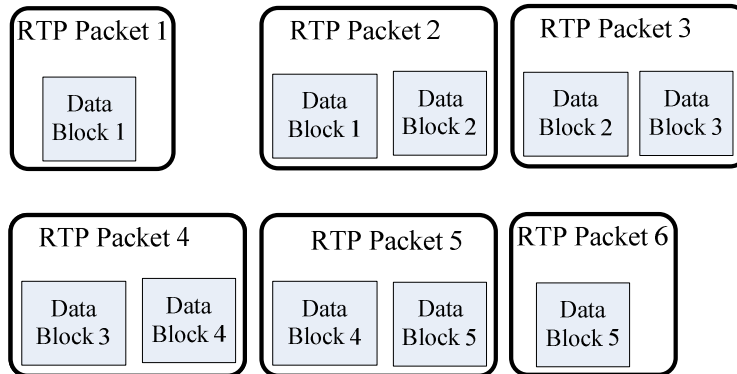 RTP Packet 1
Data
Block 1
RTP Packet 2
Data
Block 1
Data
Block 2
RTP Packet 3
Data
Block 2
Data
Block 3
RTP Packet 4
Data
Block 3
Data
Block 4
RTP Packet 5
Data
Block 4
Data
Block 5
RTP Packet 6
Data
Block 5